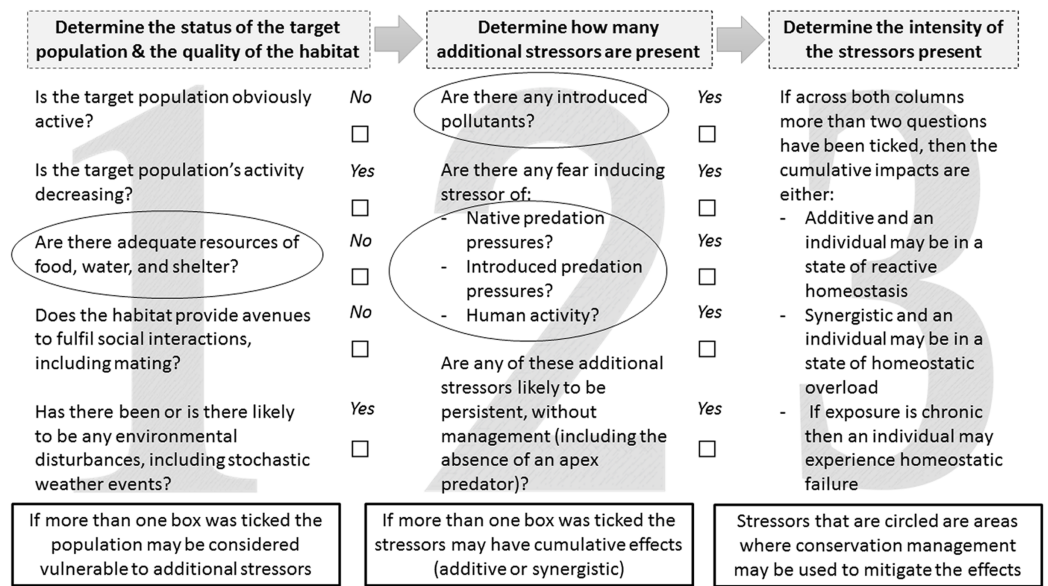 Determine the status of the target
population & the quality of the habitat
Is the target population obviously
active?
No
Is the target population's activity
decreasing?
Yes
Are there adequate resources of
food, water, and shelter?
No
Does the habitat provide avenues
to fulfil social interactions,
including mating?
No
Has there been or is there likely
to be any environmental
disturbances, including stochastic
weather events?
Yes
If more than one box was ticked the
population may be considered
vulnerable to additional stressors
1
Determine how many
additional stressors are present
Are there any introduced
pollutants?
Yes
Are there any fear inducing
stressor of:
Yes
- Native predation
pressures?
Yes
- Introduced predation
pressures?
- Human activity?
Yes
Are any of these additional
stressors likely to be
persistent, without
management (including the
absence of an apex
predator)?
Yes
If more than one box was ticked the
stressors may have cumulative effects
(additive or synergistic)
2
Determine the intensity of
the stressors present
If across both columns
more than two questions
have been ticked, then the
cumulative impacts are
either:
- Additive and an
individual may be in a
state of reactive
homeostasis
- Synergistic and an
individual may be in a
state of homeostatic
overload
- If exposure is chronic
then an individual may
experience homeostatic
failure
Stressors that are circled are areas
where conservation management
may be used to mitigate the effects
3